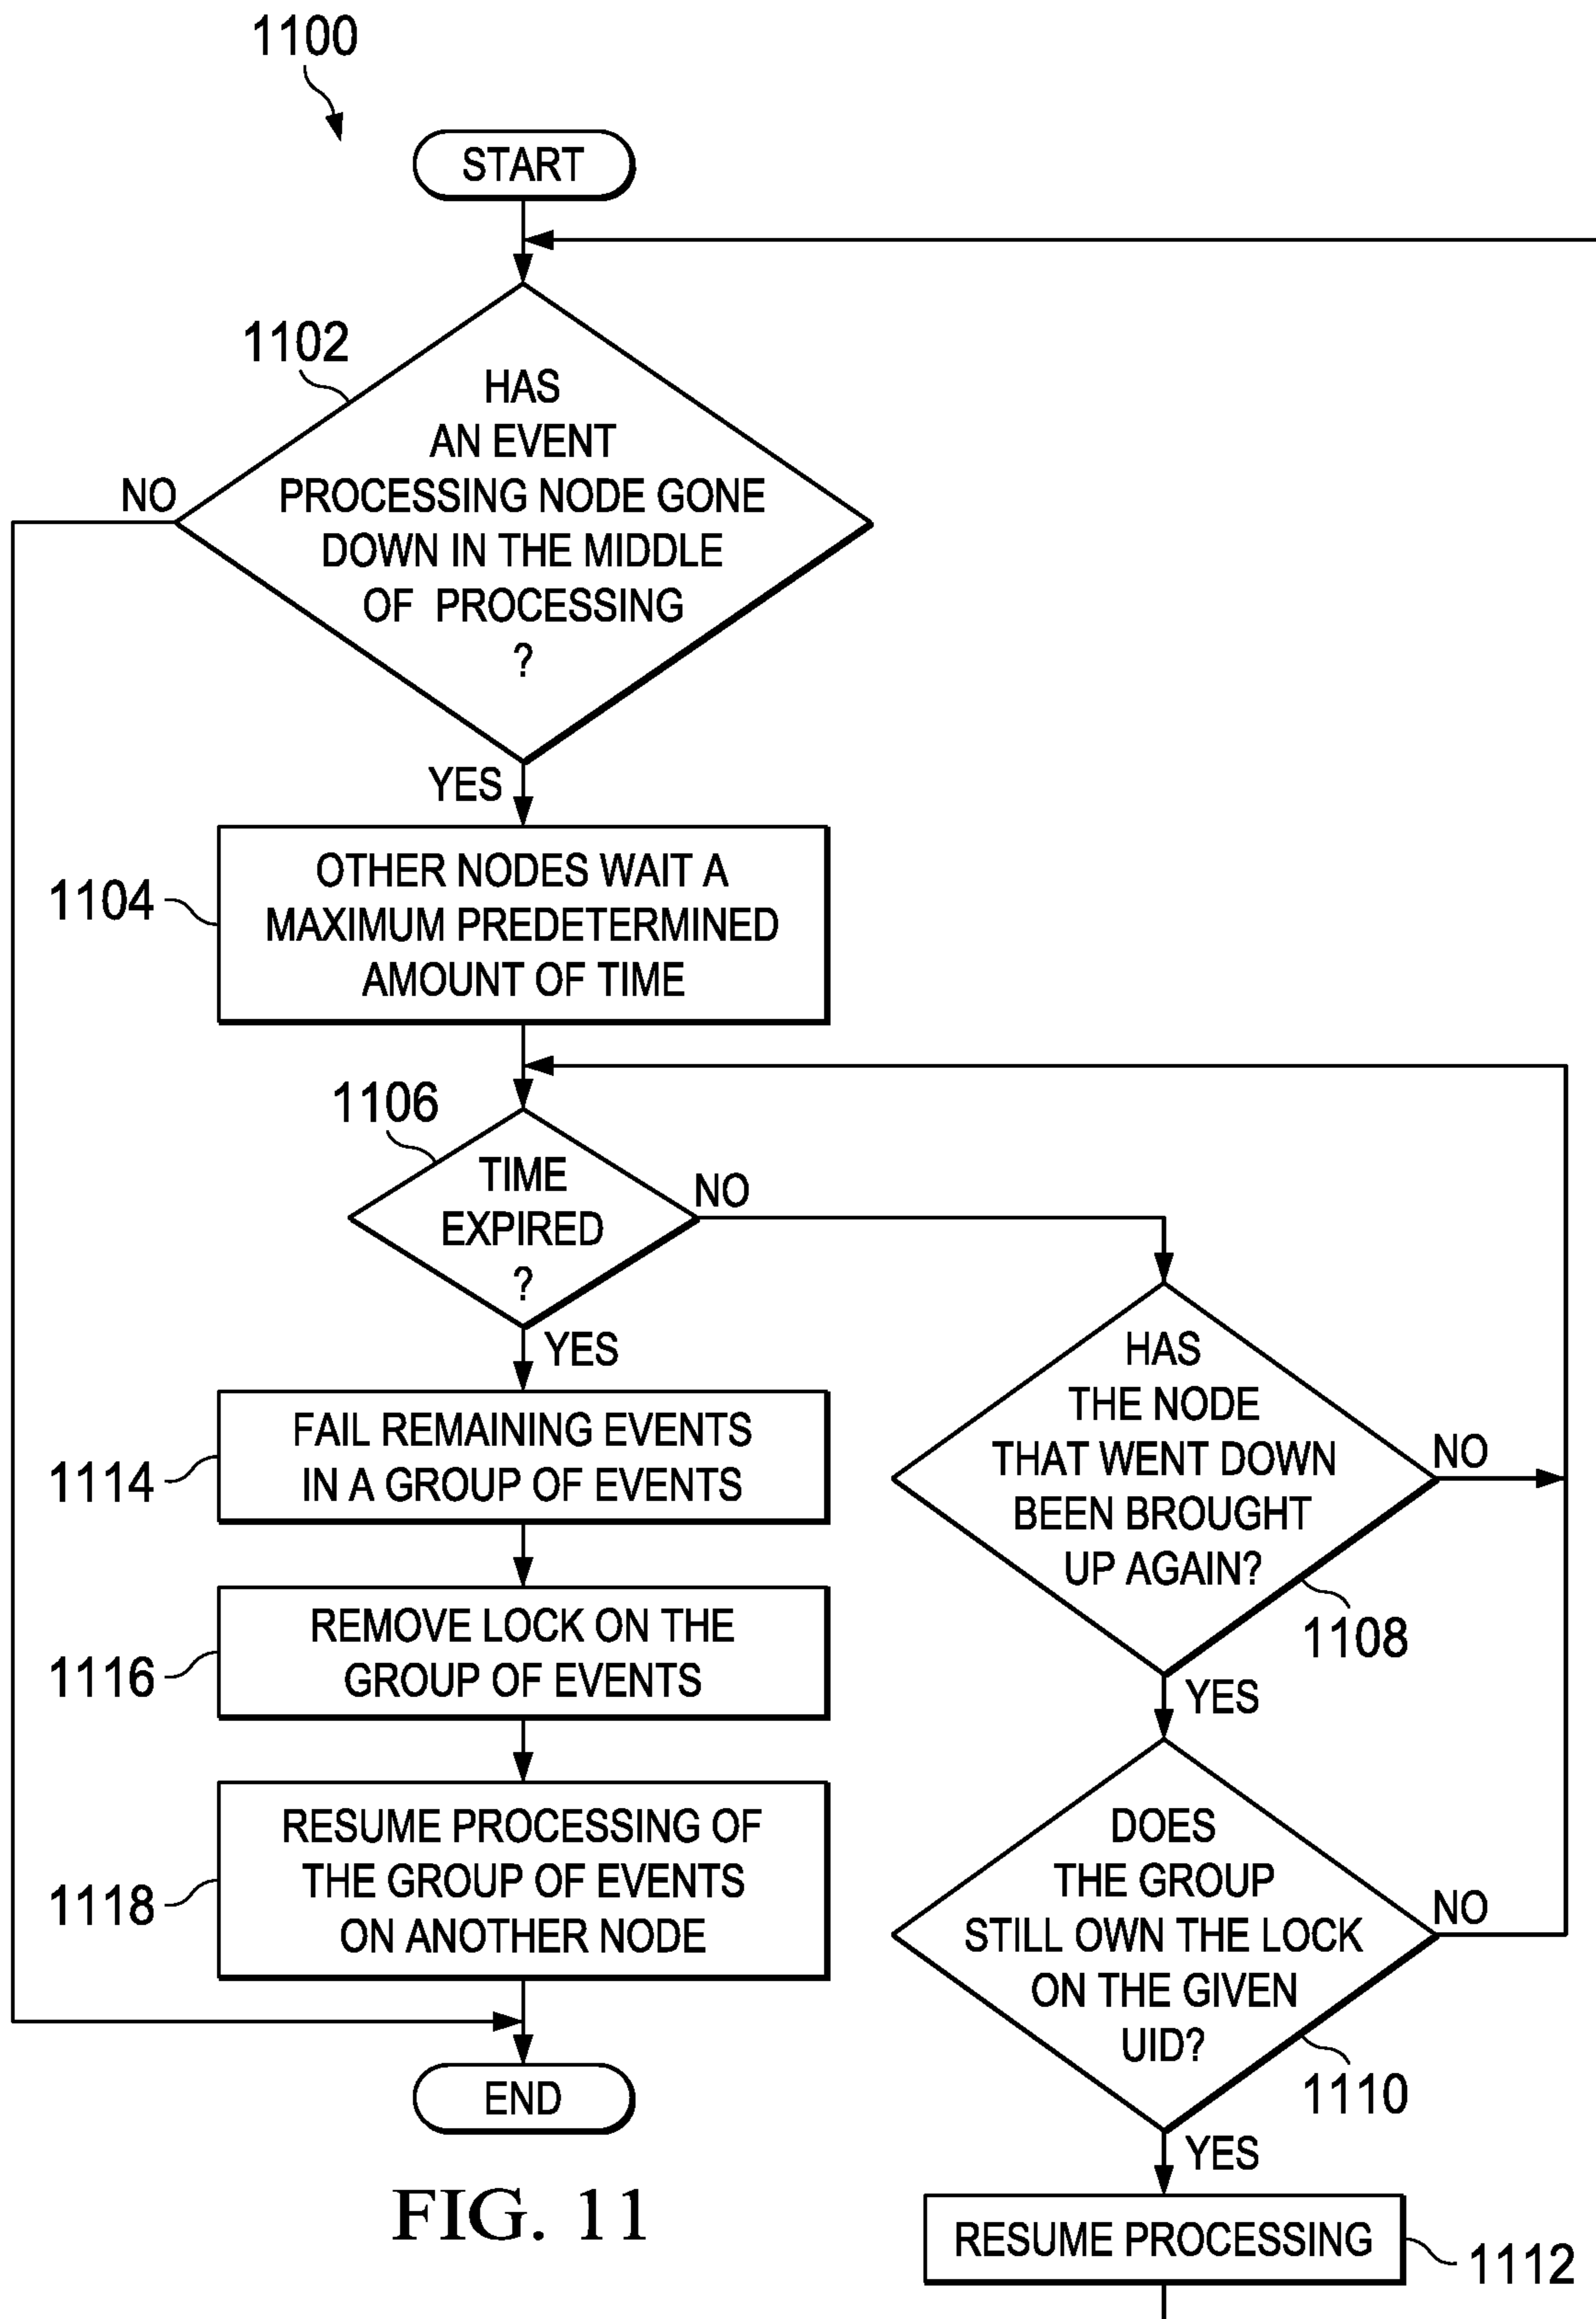 1100
START
1102
HAS
AN EVENT
PROCESSING NODE GONE
DOWN IN THE MIDDLE
OF PROCESSING
?
NO
YES
1104
OTHER NODES WAIT A
MAXIMUM PREDETERMINED
AMOUNT OF TIME
1106
TIME
EXPIRED
?
NO
YES
HAS
THE NODE
THAT WENT DOWN
BEEN BROUGHT
UP AGAIN?
NO
1108
YES
1114
FAIL REMAINING EVENTS
IN A GROUP OF EVENTS
1116
REMOVE LOCK ON THE
GROUP OF EVENTS
1118
RESUME PROCESSING OF
THE GROUP OF EVENTS
ON ANOTHER NODE
DOES
THE GROUP
STILL OWN THE LOCK
ON THE GIVEN
UID?
NO
1110
YES
END
RESUME PROCESSING
1112
FIG. 11